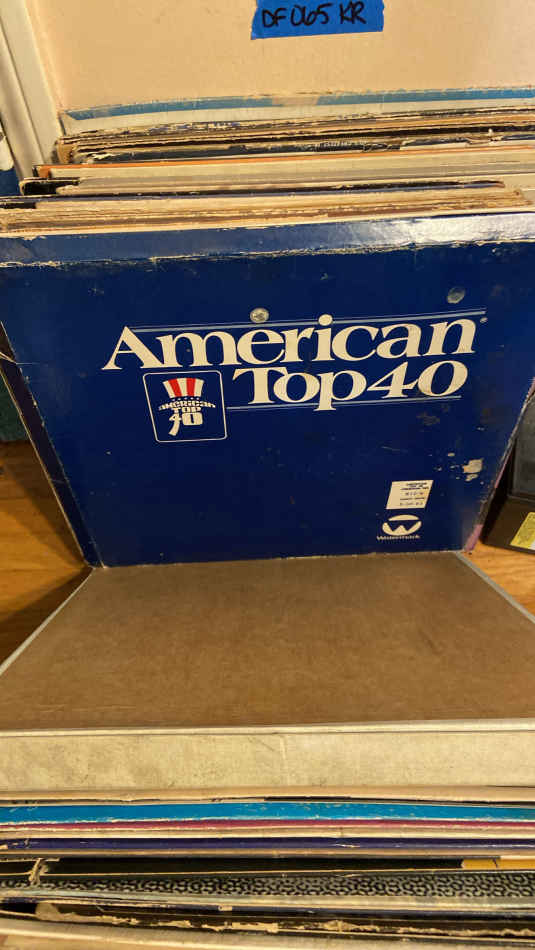 DF 065 KR
American®
Top 40
AMERICAN
TOP
40
Watermark